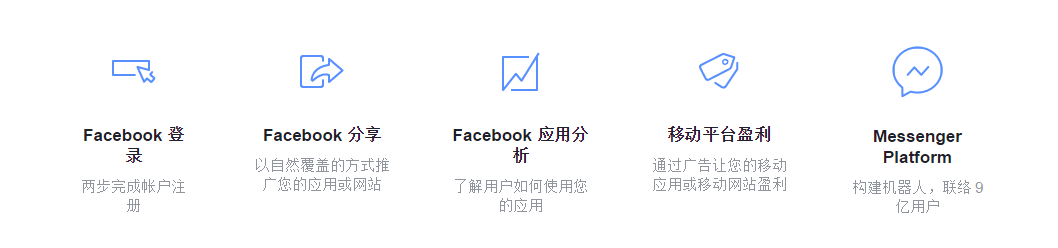 Facebook 登
录
两步完成帐户注
册
Facebook 分享
以自然覆盖的方式推
广您的应用或网站
Facebook 应用分
析
了解用户如何使用您
的应用
移动平台盈利
通过广告让您的移动
应用或移动网站盈利
Messenger
Platform
构建机器人，联络 9
亿用户